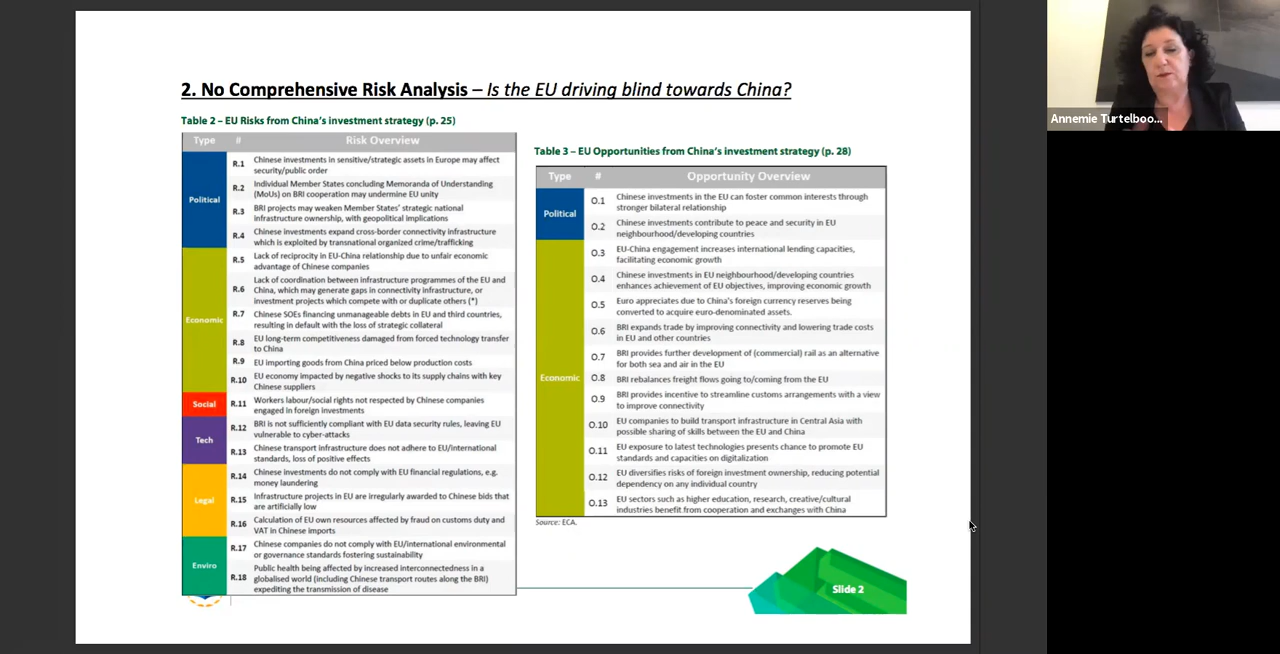 2. No Comprehensive Risk Analysis – Is the EU driving blind towards China?
Table 2 – EU Risks from China's investment strategy (p. 25)
Type # Risk Overview
Political
R.1 Chinese investments in sensitive/strategic assets in Europe may affect
security/public order
R.2 Individual Member States concluding Memoranda of Understanding
(MoUs) on BRI cooperation may undermine EU unity
R.3 BRI projects may weaken Member States' strategic national
infrastructure ownership, with geopolitical implications
R.4 Chinese investments expand cross-border connectivity infrastructure
which is exploited by transnational organized crime/trafficking
Economic
R.5 Lack of reciprocity in EU-China relationship due to unfair economic
advantage of Chinese companies
R.6 Lack of coordination between infrastructure programmes of the EU and
China, which may generate gaps in connectivity infrastructure, or
investment projects which compete with or duplicate others (*)
R.7 Chinese SOEs financing unmanageable debts in EU and third countries,
resulting in default with the loss of strategic collateral
R.8 EU long-term competitiveness damaged from forced technology transfer
to China
R.9 EU importing goods from China priced below production costs
R.10 EU economy impacted by negative shocks to its supply chains with key
Chinese suppliers
Social
R.11 Workers labour/social rights not respected by Chinese companies
engaged in foreign investments
Tech
R.12 BRI is not sufficiently compliant with EU data security rules, leaving EU
vulnerable to cyber-attacks
R.13 Chinese transport infrastructure does not adhere to EU/international
standards, loss of positive effects
Legal
R.14 Chinese investments do not comply with EU financial regulations, e.g.
money laundering
R.15 Infrastructure projects in EU are irregularly awarded to Chinese bids that
are artificially low
R.16 Calculation of EU own resources affected by fraud on customs duty and
VAT in Chinese imports
Enviro
R.17 Chinese companies do not comply with EU/international environmental
or governance standards fostering sustainability
R.18 Public health being affected by increased interconnectedness in a
globalised world (including Chinese transport routes along the BRI)
expediting the transmission of disease
Table 3 – EU Opportunities from China's investment strategy (p. 28)
Type # Opportunity Overview
Political
O.1 Chinese investments in the EU can foster common interests through
stronger bilateral relationship
O.2 Chinese investments contribute to peace and security in EU
neighbourhood/developing countries
Economic
O.3 EU-China engagement increases international lending capacities,
facilitating economic growth
O.4 Chinese investments in EU neighbourhood/developing countries
enhances achievement of EU objectives, improving economic growth
O.5 Euro appreciates due to China's foreign currency reserves being
converted to acquire euro-denominated assets.
O.6 BRI expands trade by improving connectivity and lowering trade costs
in EU and other countries
O.7 BRI provides further development of (commercial) rail as an alternative
for both sea and air in the EU
O.8 BRI rebalances freight flows going to/coming from the EU
O.9 BRI provides incentive to streamline customs arrangements with a view
to improve connectivity
O.10 EU companies to build transport infrastructure in Central Asia with
possible sharing of skills between the EU and China
O.11 EU exposure to latest technologies presents chance to promote EU
standards and capacities on digitalization
O.12 EU diversifies risks of foreign investment ownership, reducing potential
dependency on any individual country
O.13 EU sectors such as higher education, research, creative/cultural
industries benefit from cooperation and exchanges with China
Source: ECA.
Slide 2
Annemie Turtelboo...